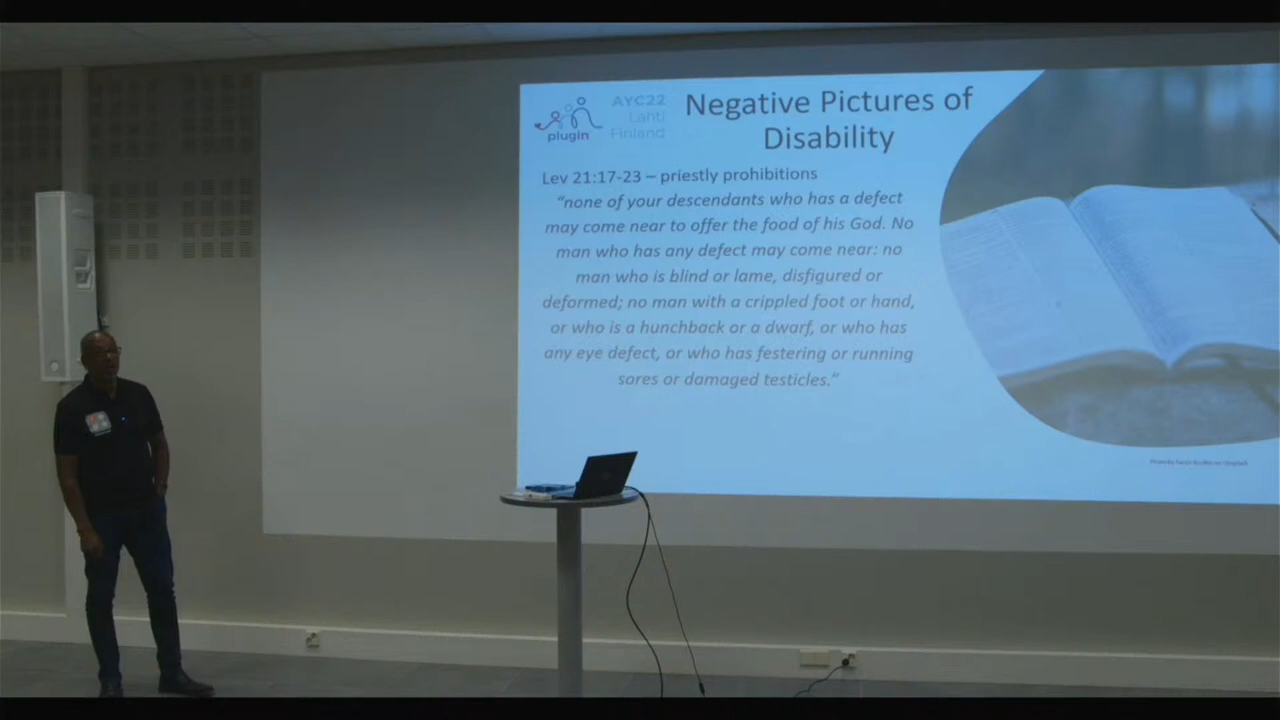 plugin
AYC22
Lahti
Finland
Negative Pictures of
Disability
Lev 21:17-23 – priestly prohibitions
“none of your descendants who has a defect
may come near to offer the food of his God. No
man who has any defect may come near: no
man who is blind or lame, disfigured or
deformed; no man with a crippled foot or hand,
or who is a hunchback or a dwarf, or who has
any eye defect, or who has festering or running
sores or damaged testicles.”